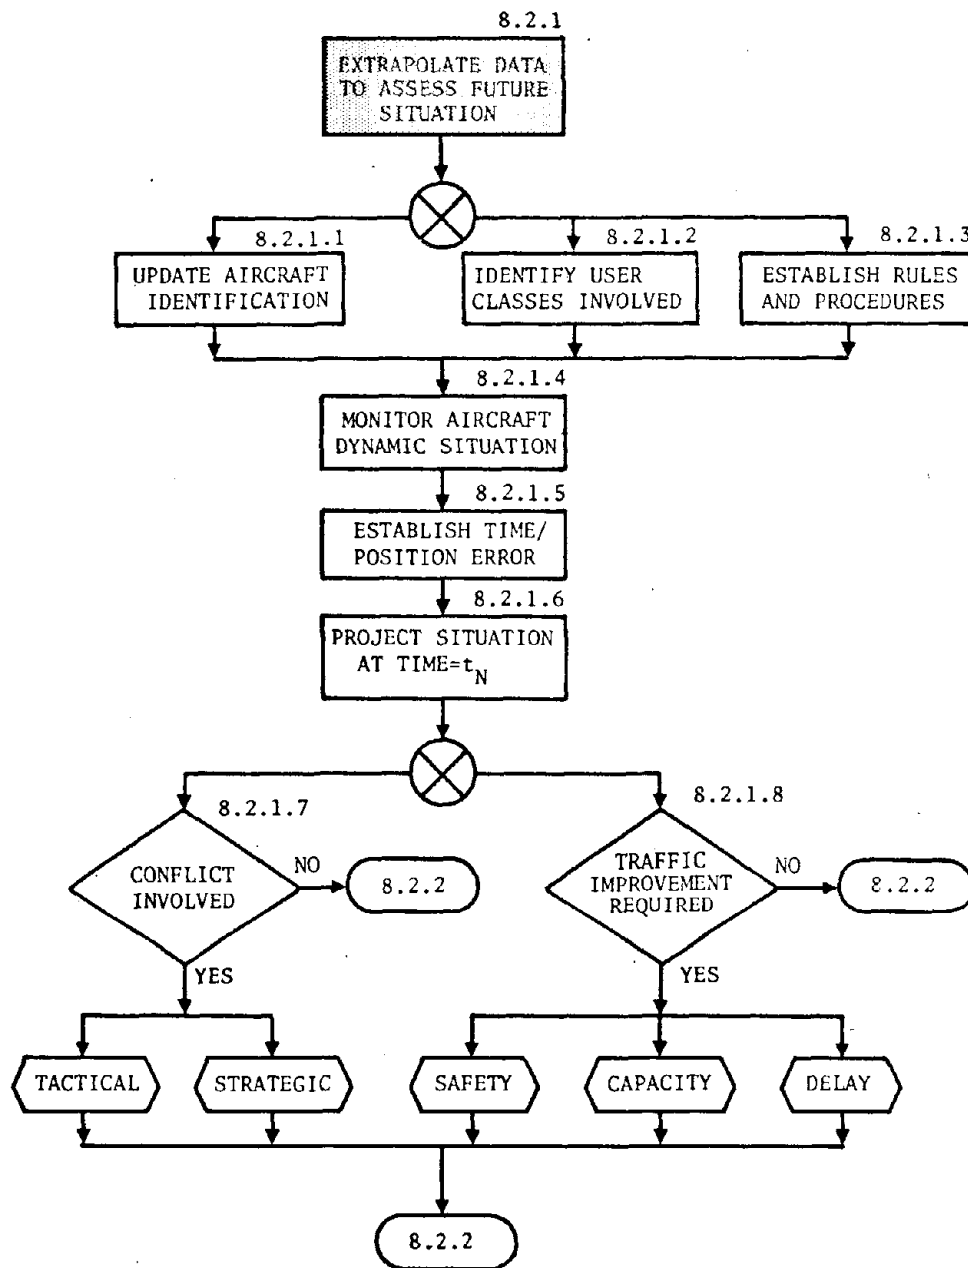 8.2.1
EXTRAPOLATE DATA
TO ASSESS FUTURE
SITUATION
8.2.1.1
UPDATE AIRCRAFT
IDENTIFICATION
8.2.1.2
IDENTIFY USER
CLASSES INVOLVED
8.2.1.3
ESTABLISH RULES
AND PROCEDURES
8.2.1.4
MONITOR AIRCRAFT
DYNAMIC SITUATION
8.2.1.5
ESTABLISH TIME/
POSITION ERROR
8.2.1.6
PROJECT SITUATION
AT TIME=tN
8.2.1.7
CONFLICT
INVOLVED
NO
8.2.2
YES
8.2.1.8
TRAFFIC
IMPROVEMENT
REQUIRED
NO
8.2.2
YES
TACTICAL
STRATEGIC
SAFETY
CAPACITY
DELAY
8.2.2